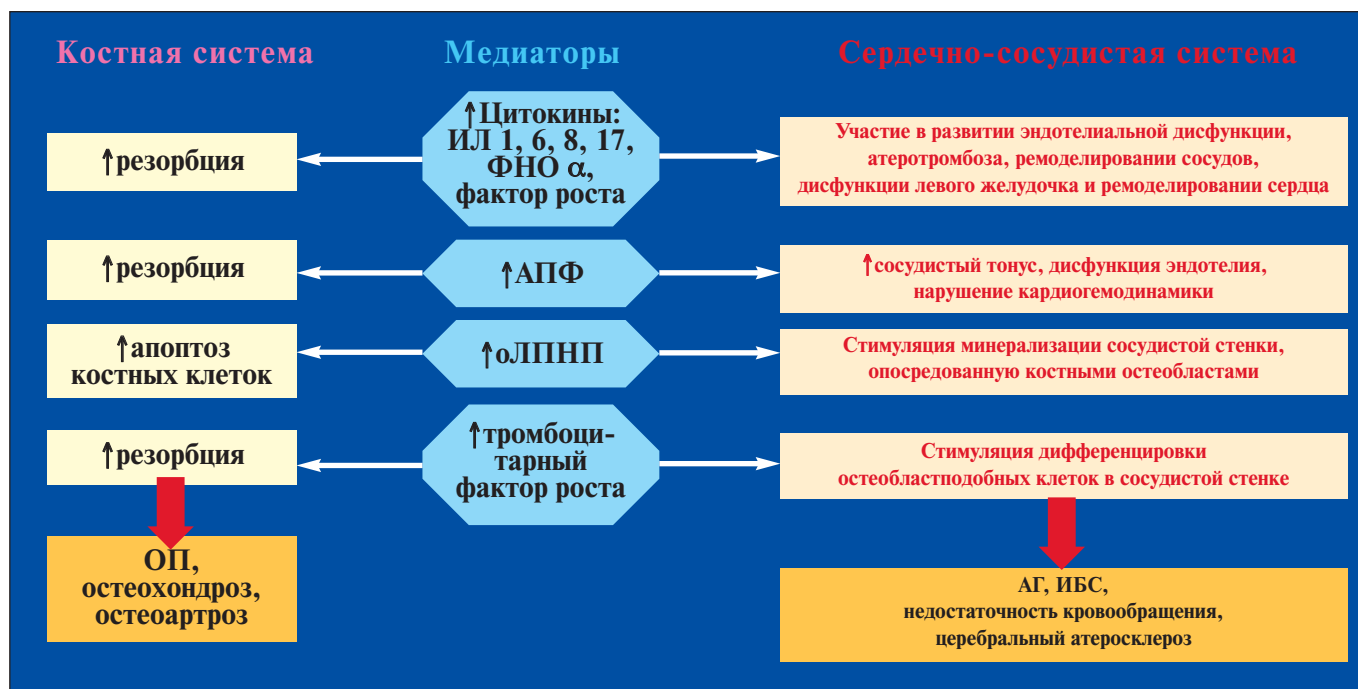 Костная система
Медиаторы
Сердечно-сосудистая система
↑резорбция
↑Цитокины:
ИЛ 1, 6, 8, 17,
ФНО α,
фактор роста
Участие в развитии эндотелиальной дисфункции,
атеротромбоза, ремоделировании сосудов,
дисфункции левого желудочка и ремоделировании сердца
↑резорбция
↑АПФ
↑сосудистый тонус, дисфункция эндотелия,
нарушение кардиогемодинамики
↑апоптоз
костных клеток
↑оЛПНП
Стимуляция минерализации сосудистой стенки,
опосредованную костными остеобластами
↑резорбция
↑тромбоци-
тарный
фактор роста
Стимуляция дифференцировки
остеобластподобных клеток в сосудистой стенке
ОП,
остеохондроз,
остеоартроз
АГ, ИБС,
недостаточность кровообращения,
церебральный атеросклероз